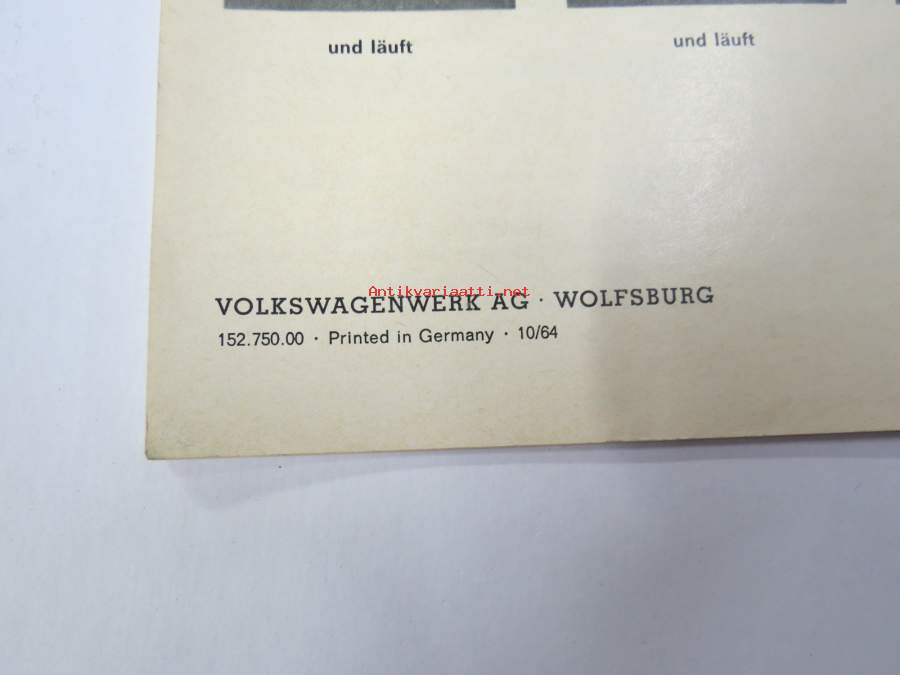 und läuft
und läuft
Antikvariaatti.net
VOLKSWAGENWERK AG · WOLFSBURG
152.750.00 · Printed in Germany · 10/64